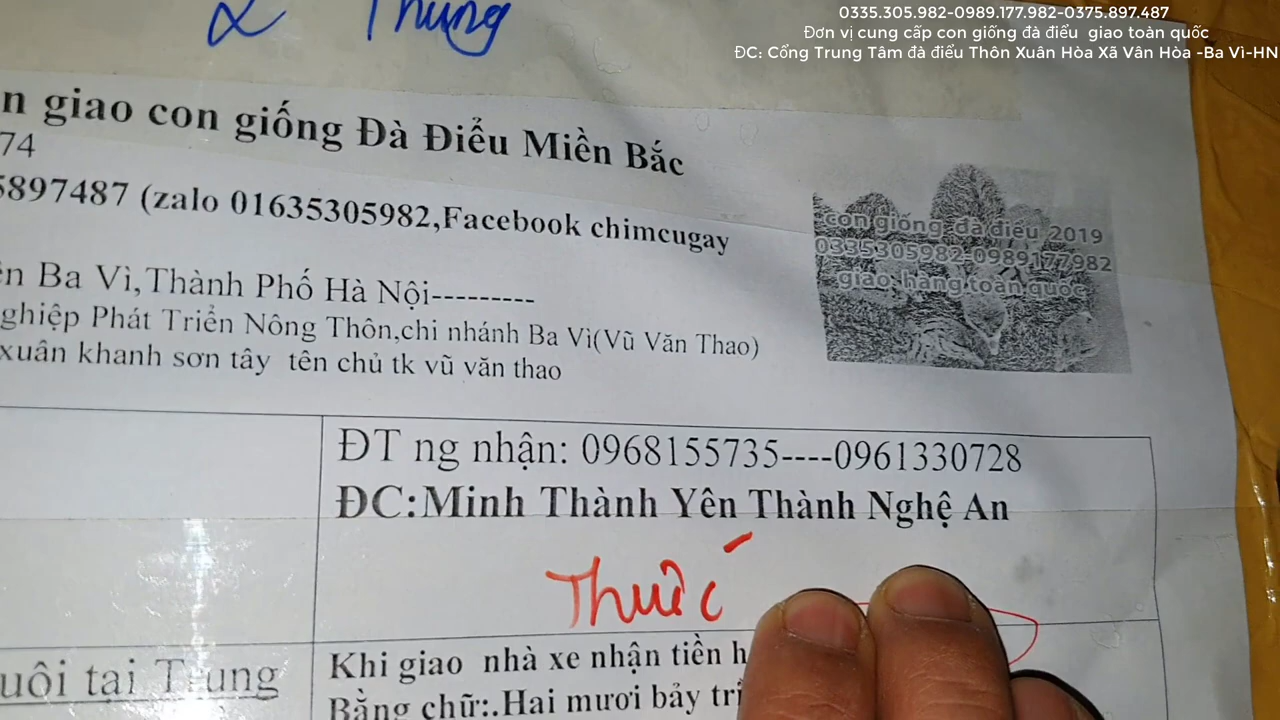 0335.305.982-0989.177.982-0375.897.487
Đơn vị cung cấp con giống đà điểu giao toàn quốc
ĐC: Cổng Trung Tâm đà điểu Thôn Xuân Hòa Xã Vân Hòa -Ba Vì-HN
2 Thùng
n giao con giống Đà Điểu Miền Bắc
74
5897487 (zalo 01635305982,Facebook chimcugay
ên Ba Vì,Thành Phố Hà Nội---------
ghiệp Phát Triển Nông Thôn,chi nhánh Ba Vì(Vũ Văn Thao)
xuân khanh sơn tây tên chủ tk vũ văn thao
con giống đà điểu 2019
0335305982-0989177982
giao hàng toàn quốc
ĐT ng nhận: 0968155735----0961330728
ĐC:Minh Thành Yên Thành Nghệ An
uôi tại Trung
Khi giao nhà xe nhận tiền
Bằng chữ:.Hai mươi bảy